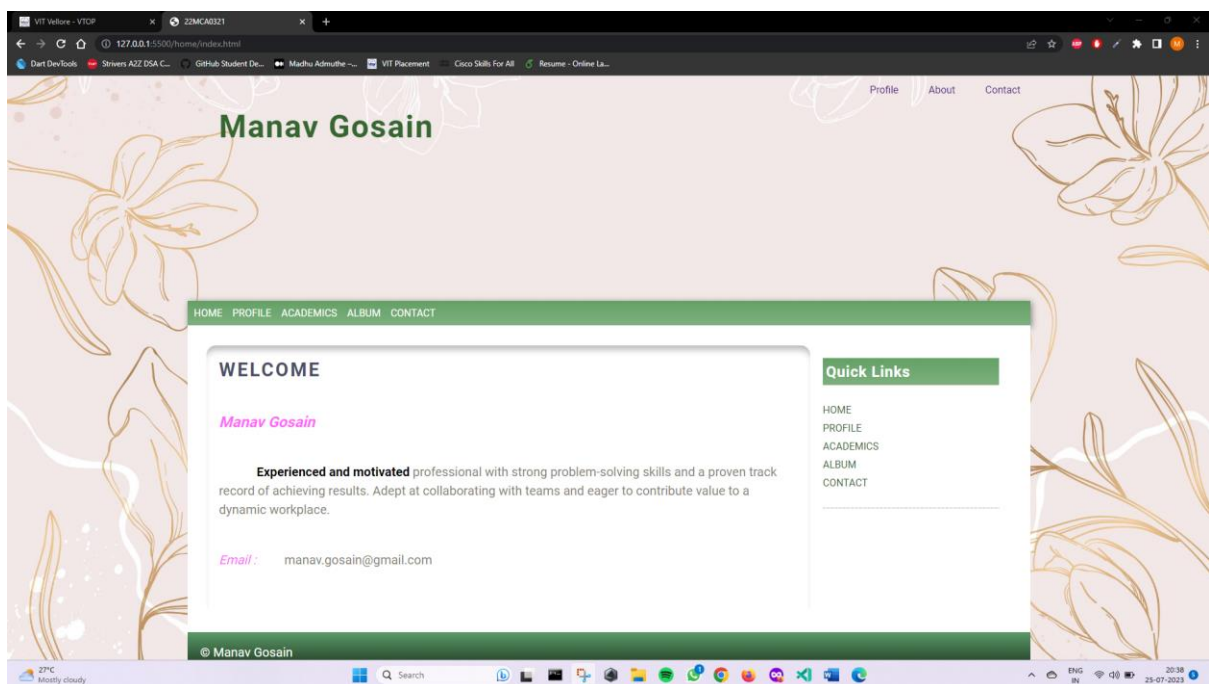 VIT Vellore - VTOP
22MCA0321
127.0.0.1:5500/home/index.html
Dart DevTools Strivers A2Z DSA C... GitHub Student De... Madhu Admuthe –... VIT Placement Cisco Skills For All Resume - Online La...
Profile About Contact
Manav Gosain
HOME PROFILE ACADEMICS ALBUM CONTACT
WELCOME
Manav Gosain
Experienced and motivated professional with strong problem-solving skills and a proven track
record of achieving results. Adept at collaborating with teams and eager to contribute value to a
dynamic workplace.
Email : manav.gosain@gmail.com
Quick Links
HOME
PROFILE
ACADEMICS
ALBUM
CONTACT
© Manav Gosain
27°C
Mostly cloudy
Search
ENG
IN
20:38
25-07-2023